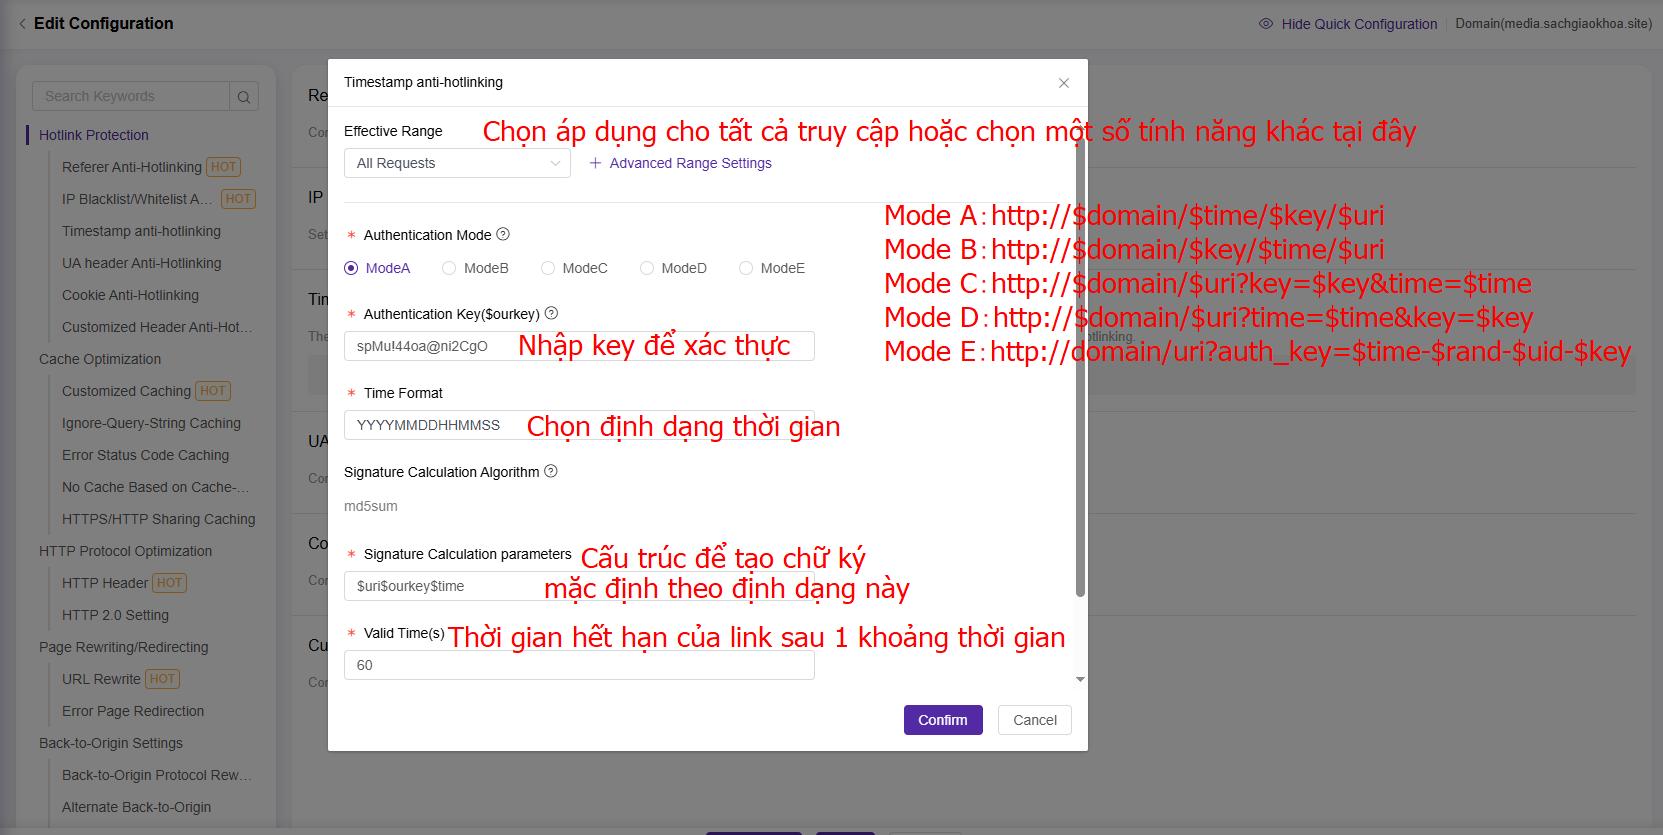 Edit Configuration
Hide Quick Configuration
Domain(media.sachgiaokhoa.site)
Search Keywords
Hotlink Protection
Referer Anti-Hotlinking HOT
IP Blacklist/Whitelist A... HOT
Timestamp anti-hotlinking
UA header Anti-Hotlinking
Cookie Anti-Hotlinking
Customized Header Anti-Hot...
Cache Optimization
Customized Caching HOT
Ignore-Query-String Caching
Error Status Code Caching
No Cache Based on Cache-...
HTTPS/HTTP Sharing Caching
HTTP Protocol Optimization
HTTP Header HOT
HTTP 2.0 Setting
Page Rewriting/Redirecting
URL Rewrite HOT
Error Page Redirection
Back-to-Origin Settings
Back-to-Origin Protocol Rew...
Alternate Back-to-Origin
Re
Con
IP
Set
Tim
The
UA
Con
Co
Con
Cu
Con
Timestamp anti-hotlinking
Effective Range
Chọn áp dụng cho tất cả truy cập hoặc chọn một số tính năng khác tại đây
All Requests
+ Advanced Range Settings
* Authentication Mode
ModeA ModeB ModeC ModeD ModeE
Mode A：http://$domain/$time/$key/$uri
Mode B：http://$domain/$key/$time/$uri
Mode C：http://$domain/$uri?key=$key&time=$time
Mode D：http://$domain/$uri?time=$time&key=$key
Mode E：http://domain/uri?auth_key=$time-$rand-$uid-$key
* Authentication Key($ourkey)
spMu!44oa@ni2CgO
Nhập key để xác thực
otlinking.
* Time Format
YYYYMMDDHHMMSS
Chọn định dạng thời gian
Signature Calculation Algorithm
md5sum
* Signature Calculation parameters
Cấu trúc để tạo chữ ký
$uri$ourkey$time
mặc định theo định dạng này
* Valid Time(s)
Thời gian hết hạn của link sau 1 khoảng thời gian
60
Confirm
Cancel